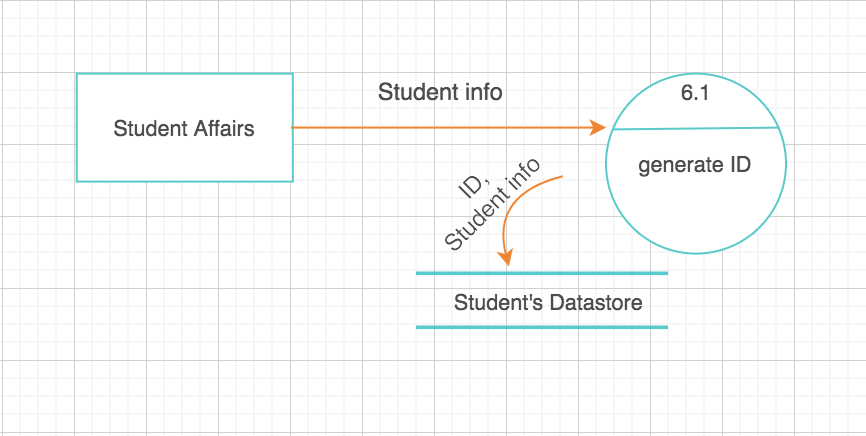 Student info
6.1
Student Affairs
generate ID
ID,
Student info
Student's Datastore